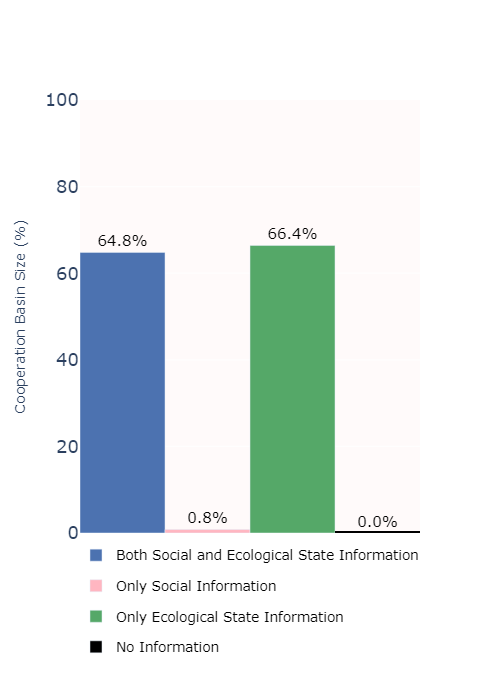 100
80
60
40
20
0
Cooperation Basin Size (%)
64.8%
0.8%
66.4%
0.0%
Both Social and Ecological State Information
Only Social Information
Only Ecological State Information
No Information